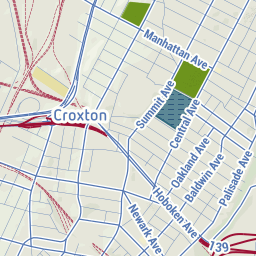 Manhattan Ave
Summit Ave
Central Ave
Croxton
Oakland Ave
Baldwin Ave
Palisade Ave
Hoboken Ave
Newark Ave
139